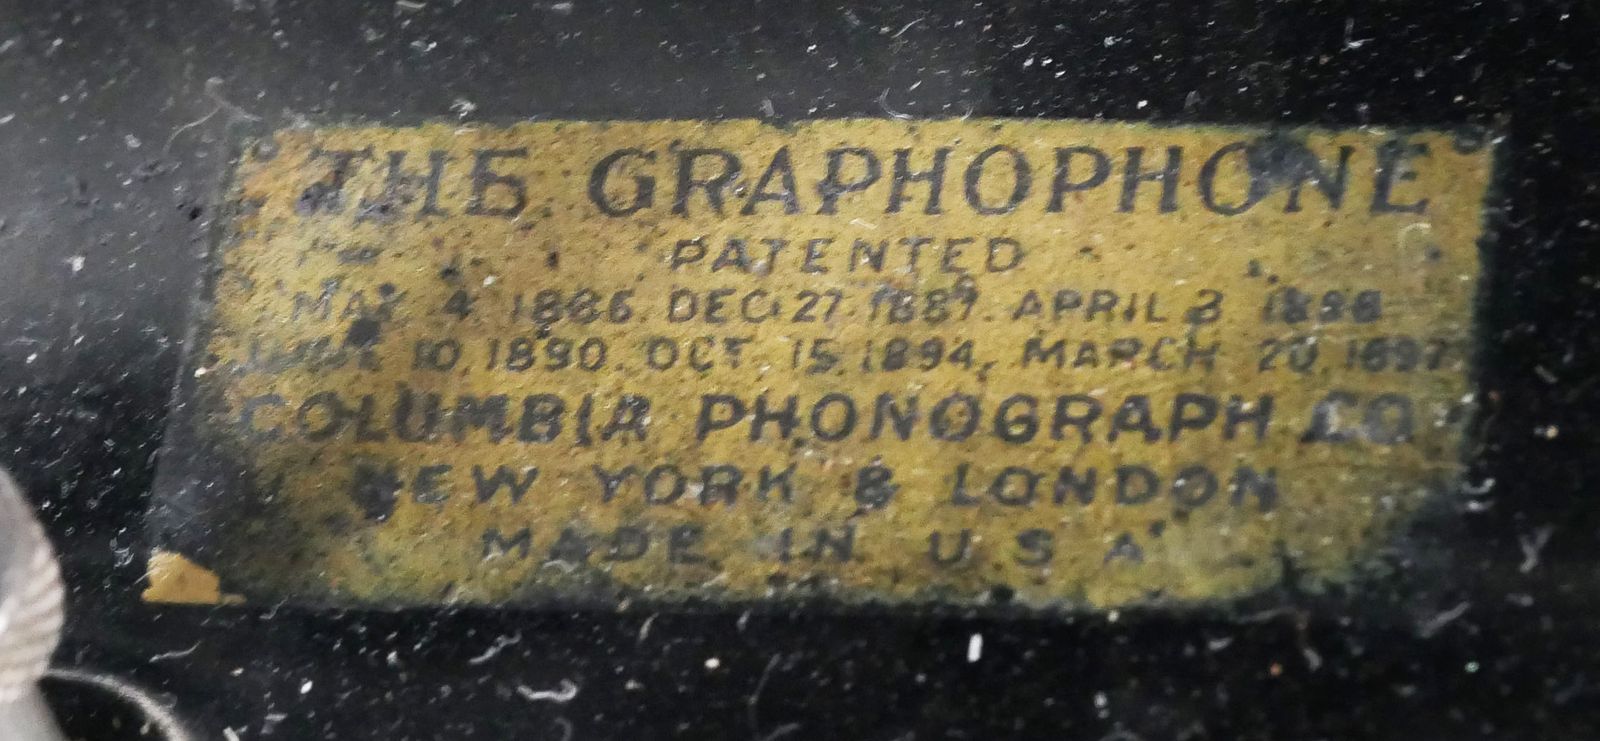 THE GRAPHOPHONE
PATENTED
MAY 4 1886. DEC. 27. 1887. APRIL 3 1888
10, 1890. OCT. 15, 1894, MARCH 20, 1897
COLUMBIA PHONOGRAPH CO
NEW YORK & LONDON
MADE IN U S A